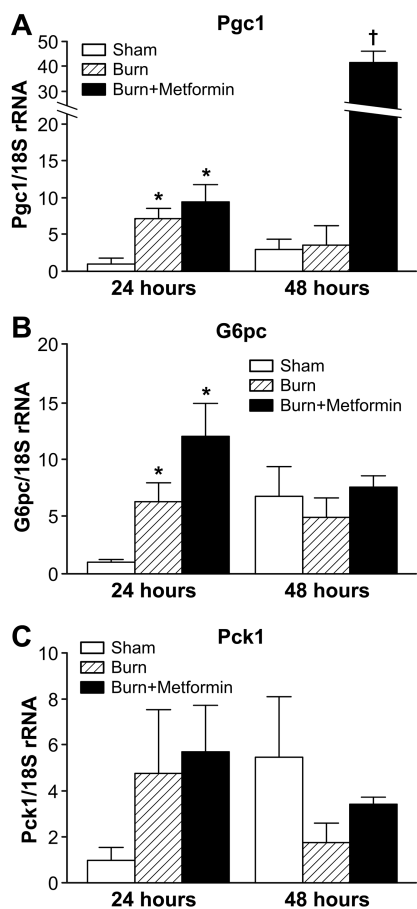 A
Pgc1
Pgc1/18S rRNA
50
40
30
20
15
10
5
0
Sham
Burn
Burn+Metformin
*
*
†
24 hours
48 hours
B
G6pc
G6pc/18S rRNA
20
15
10
5
0
Sham
Burn
Burn+Metformin
*
*
24 hours
48 hours
C
Pck1
Pck1/18S rRNA
10
8
6
4
2
0
Sham
Burn
Burn+Metformin
24 hours
48 hours